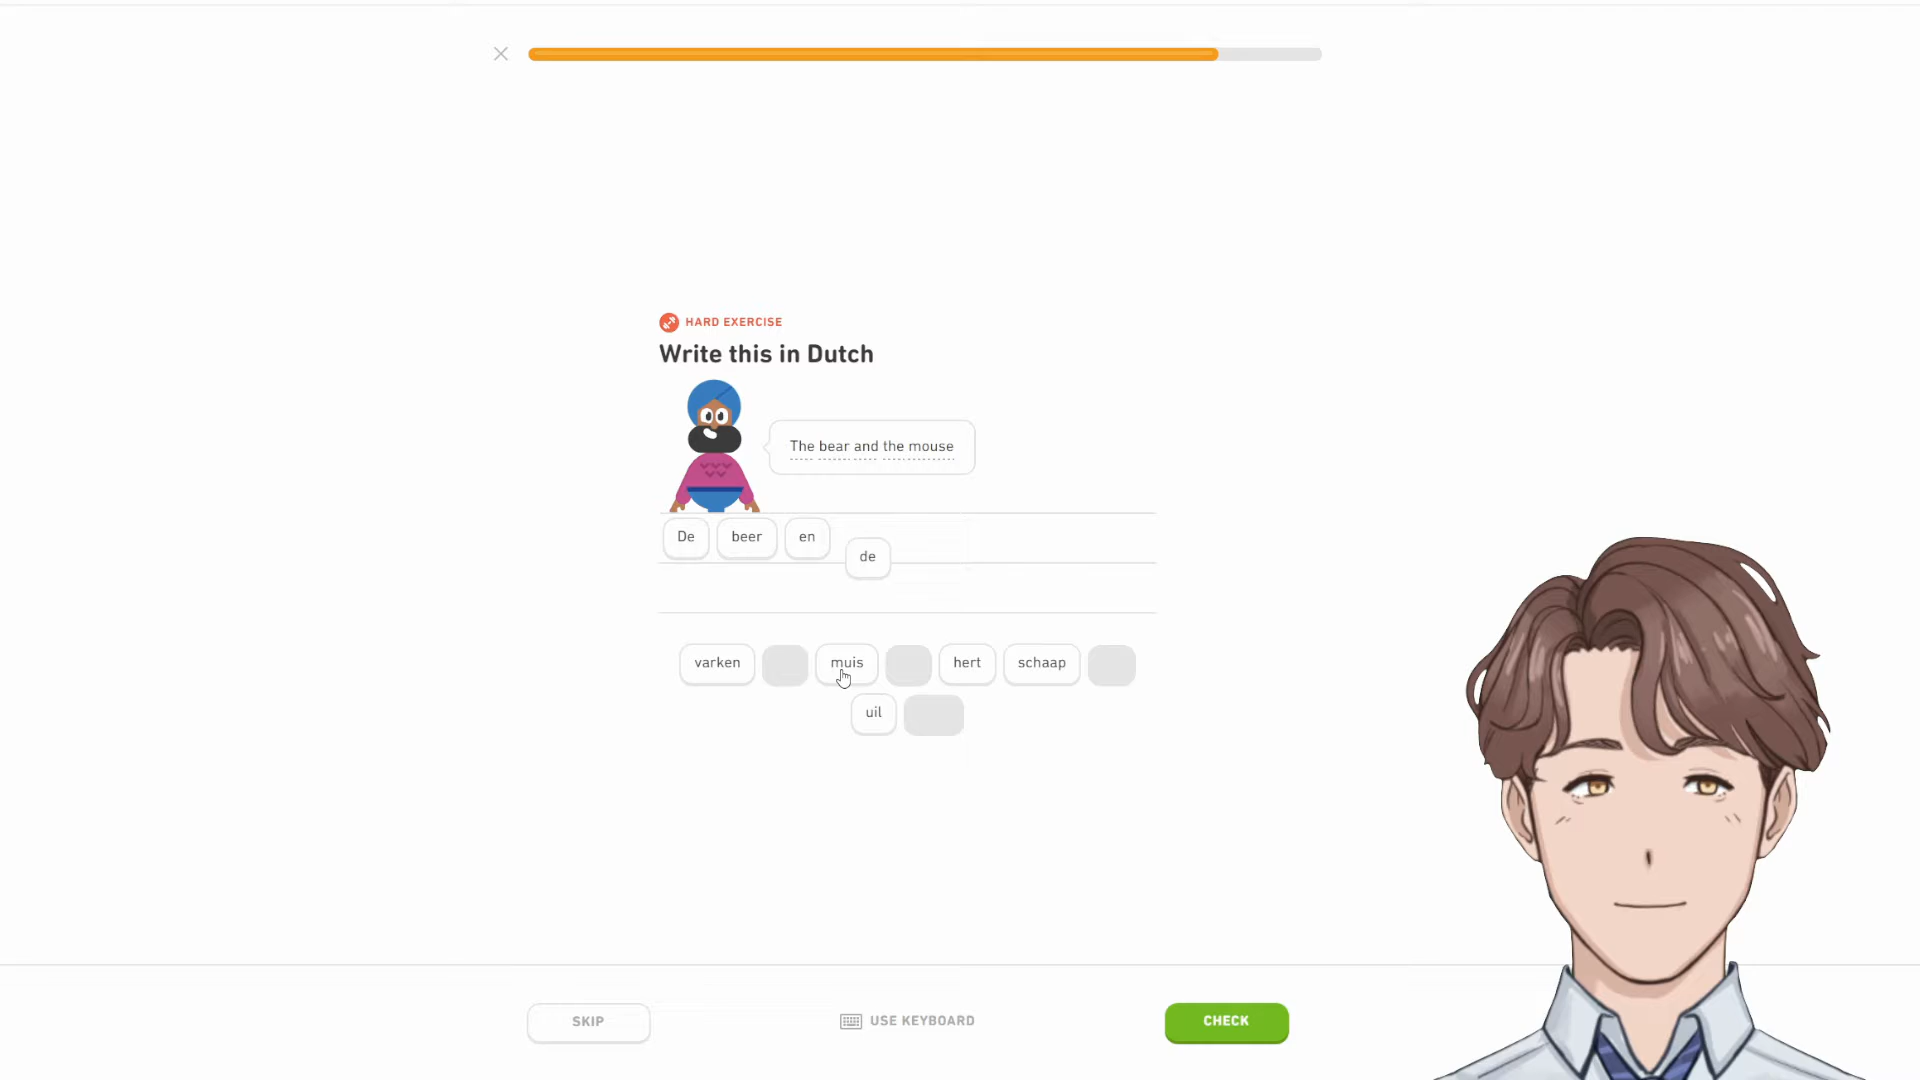 HARD EXERCISE
Write this in Dutch
The bear and the mouse
De beer en de
varken muis hert schaap
uil
SKIP USE KEYBOARD CHECK